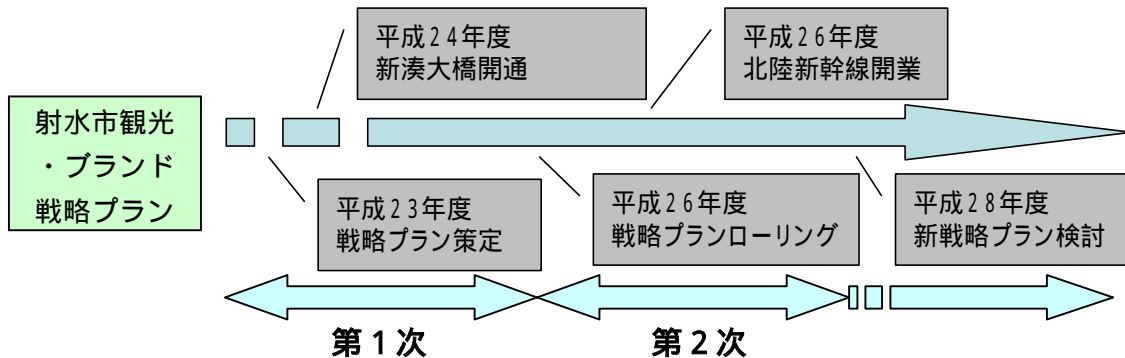 平成２４年度
新湊大橋開通
平成２６年度
北陸新幹線開業
射水市観光
・ブランド
戦略プラン
平成２３年度
戦略プラン策定
平成２６年度
戦略プランローリング
平成２８年度
新戦略プラン検討
第１次
第２次